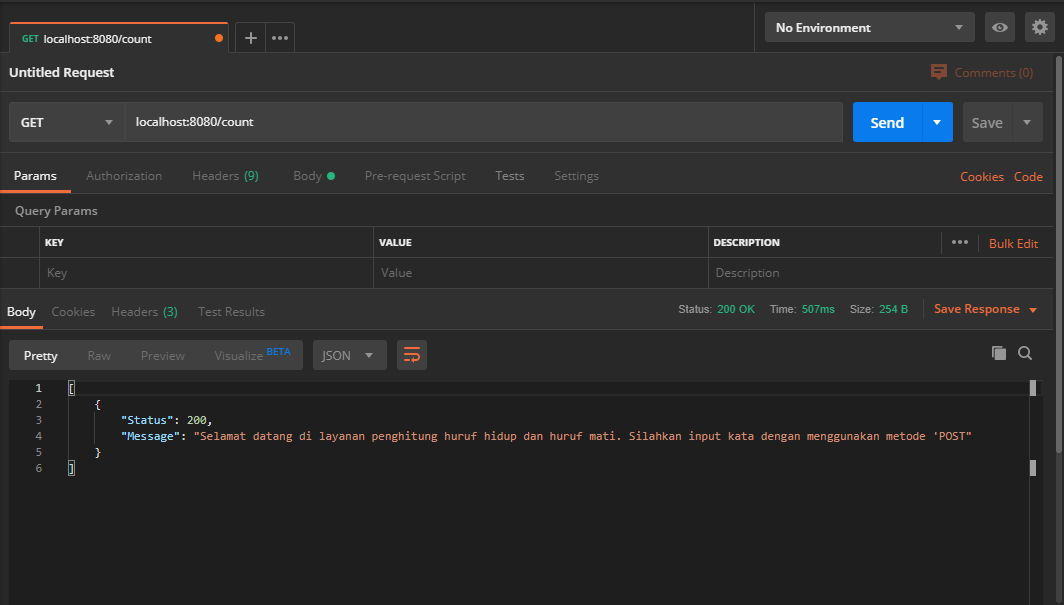 GET localhost:8080/count
No Environment
Untitled Request
Comments (0)
GET localhost:8080/count Send Save
Params Authorization Headers (9) Body Pre-request Script Tests Settings Cookies Code
Query Params
KEY VALUE DESCRIPTION Bulk Edit
Key Value Description
Body Cookies Headers (3) Test Results Status: 200 OK Time: 507ms Size: 254 B Save Response
Pretty Raw Preview Visualize BETA JSON
1 [
2 {
3 "Status": 200,
4 "Message": "Selamat datang di layanan penghitung huruf hidup dan huruf mati. Silahkan input kata dengan menggunakan metode 'POST"
5 }
6 ]